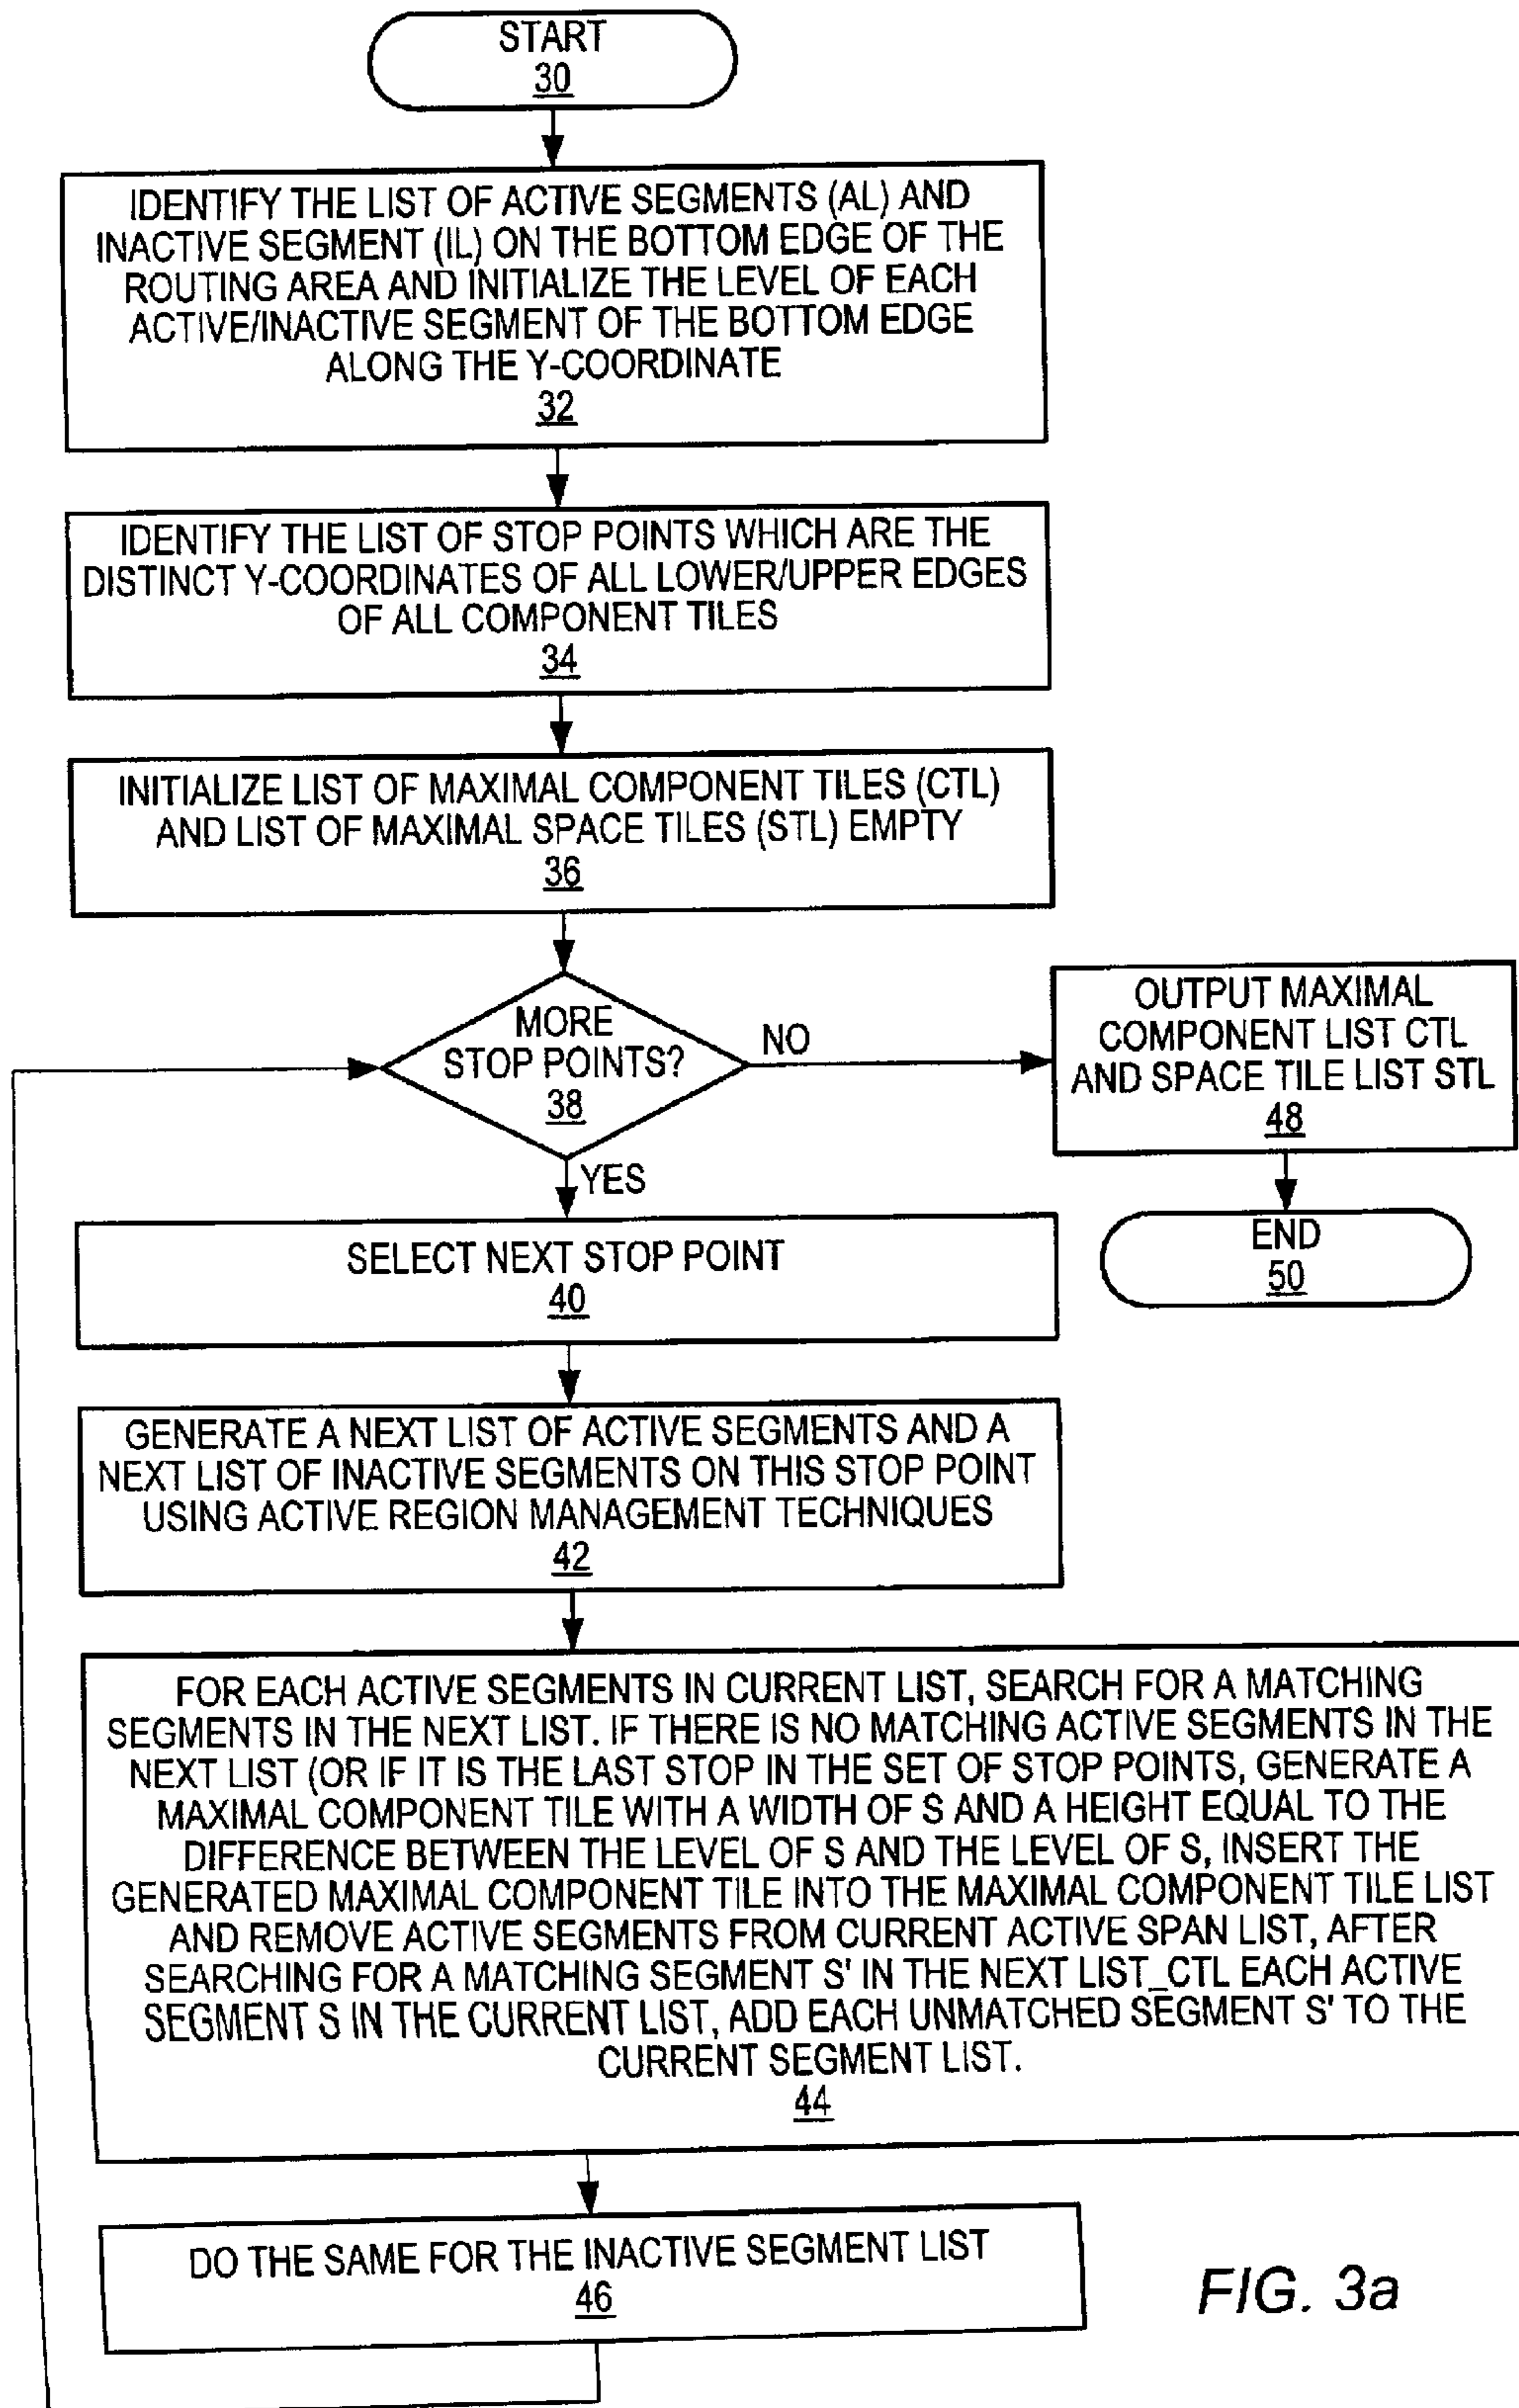 START
30
IDENTIFY THE LIST OF ACTIVE SEGMENTS (AL) AND
INACTIVE SEGMENT (IL) ON THE BOTTOM EDGE OF THE
ROUTING AREA AND INITIALIZE THE LEVEL OF EACH
ACTIVE/INACTIVE SEGMENT OF THE BOTTOM EDGE
ALONG THE Y-COORDINATE
32
IDENTIFY THE LIST OF STOP POINTS WHICH ARE THE
DISTINCT Y-COORDINATES OF ALL LOWER/UPPER EDGES
OF ALL COMPONENT TILES
34
INITIALIZE LIST OF MAXIMAL COMPONENT TILES (CTL)
AND LIST OF MAXIMAL SPACE TILES (STL) EMPTY
36
MORE
STOP POINTS?
38
NO
OUTPUT MAXIMAL
COMPONENT LIST CTL
AND SPACE TILE LIST STL
48
YES
END
50
SELECT NEXT STOP POINT
40
GENERATE A NEXT LIST OF ACTIVE SEGMENTS AND A
NEXT LIST OF INACTIVE SEGMENTS ON THIS STOP POINT
USING ACTIVE REGION MANAGEMENT TECHNIQUES
42
FOR EACH ACTIVE SEGMENTS IN CURRENT LIST, SEARCH FOR A MATCHING
SEGMENTS IN THE NEXT LIST. IF THERE IS NO MATCHING ACTIVE SEGMENTS IN THE
NEXT LIST (OR IF IT IS THE LAST STOP IN THE SET OF STOP POINTS, GENERATE A
MAXIMAL COMPONENT TILE WITH A WIDTH OF S AND A HEIGHT EQUAL TO THE
DIFFERENCE BETWEEN THE LEVEL OF S AND THE LEVEL OF S, INSERT THE
GENERATED MAXIMAL COMPONENT TILE INTO THE MAXIMAL COMPONENT TILE LIST
AND REMOVE ACTIVE SEGMENTS FROM CURRENT ACTIVE SPAN LIST, AFTER
SEARCHING FOR A MATCHING SEGMENT S' IN THE NEXT LIST_CTL EACH ACTIVE
SEGMENT S IN THE CURRENT LIST, ADD EACH UNMATCHED SEGMENT S' TO THE
CURRENT SEGMENT LIST.
44
DO THE SAME FOR THE INACTIVE SEGMENT LIST
46
FIG. 3a